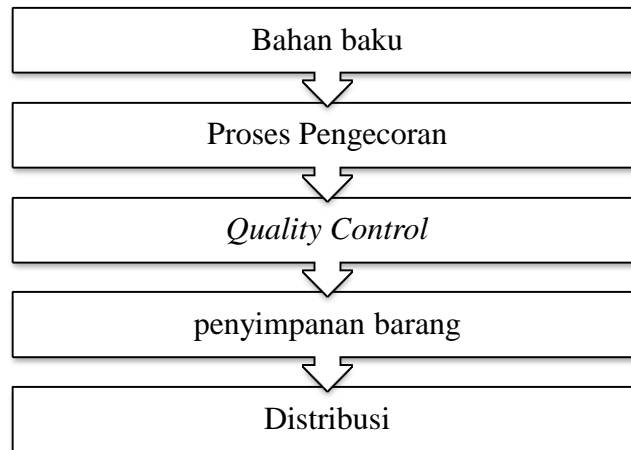 Bahan baku
Proses Pengecoran
Quality Control
penyimpanan barang
Distribusi